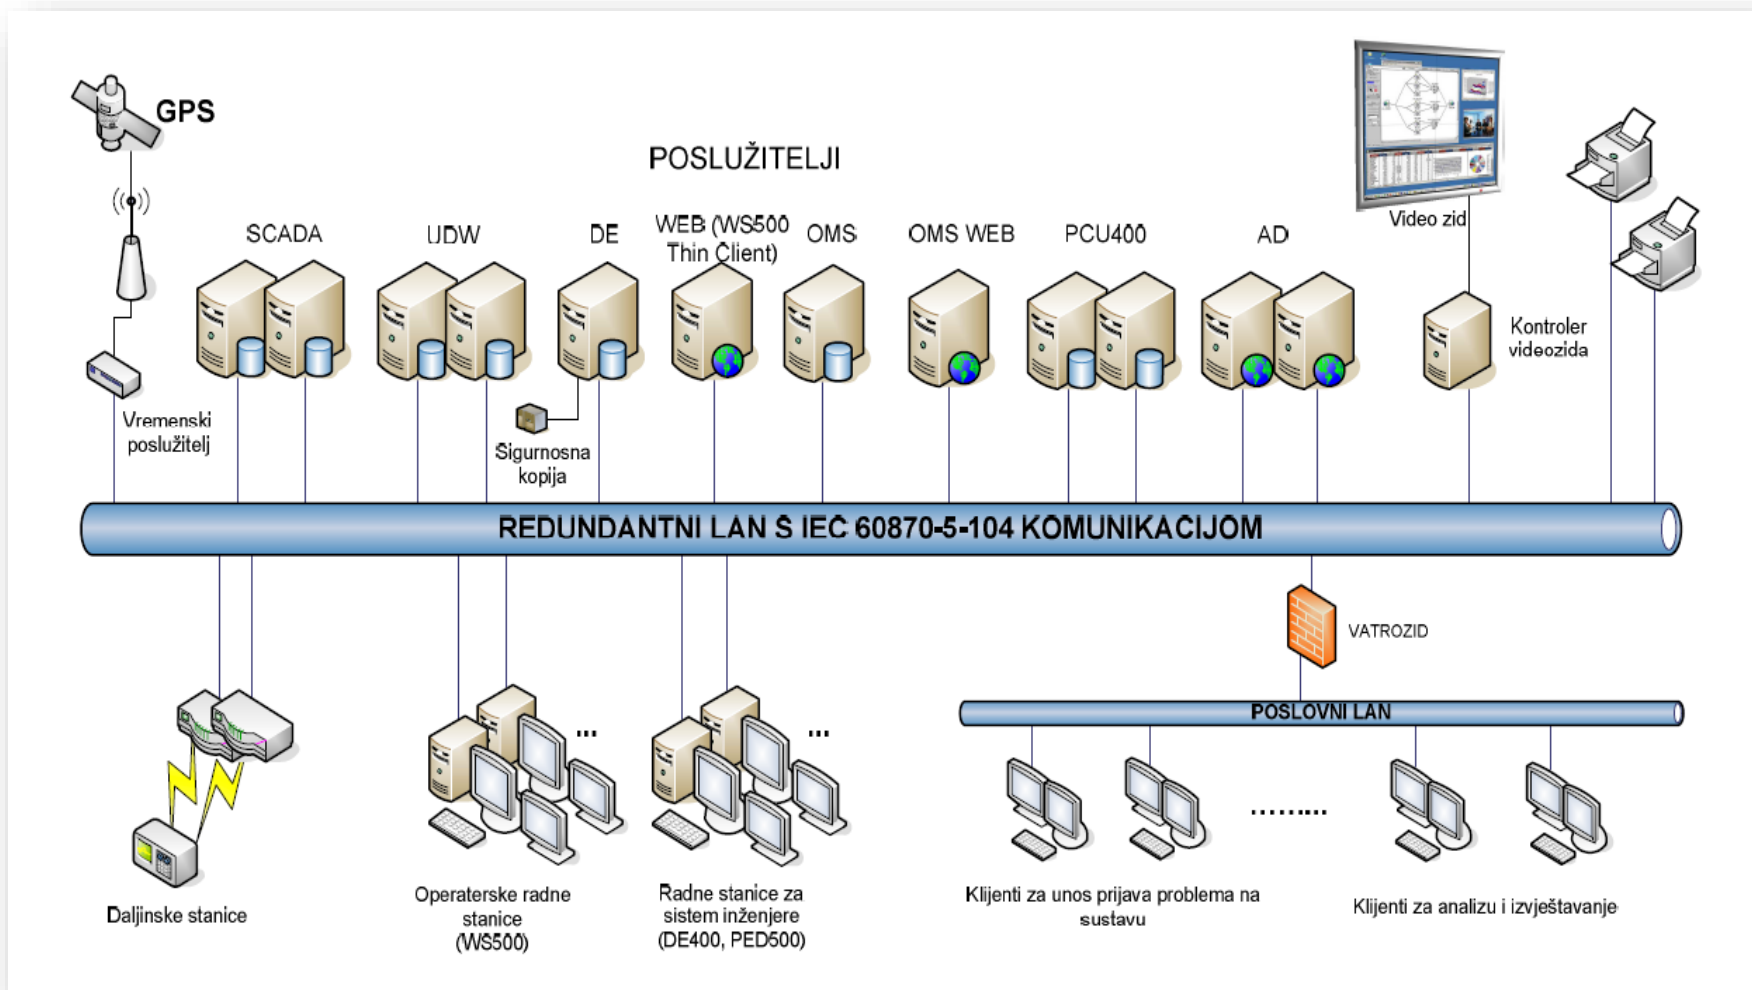 GPS
POSLUŽITELJI
SCADA
UDW
DE
WEB (WS500
Thin Client)
OMS
OMS WEB
PCU400
AD
Video zid
Kontroler
videozida
Vremenski
poslužitelj
Sigurnosna
kopija
REDUNDANTNI LAN S IEC 60870-5-104 KOMUNIKACIJOM
VATROZID
POSLOVNI LAN
...
...
.........
Daljinske stanice
Operaterske radne
stanice
(WS500)
Radne stanice za
sistem inženjere
(DE400, PED500)
Klijenti za unos prijava problema na
sustavu
Klijenti za analizu i izvještavanje